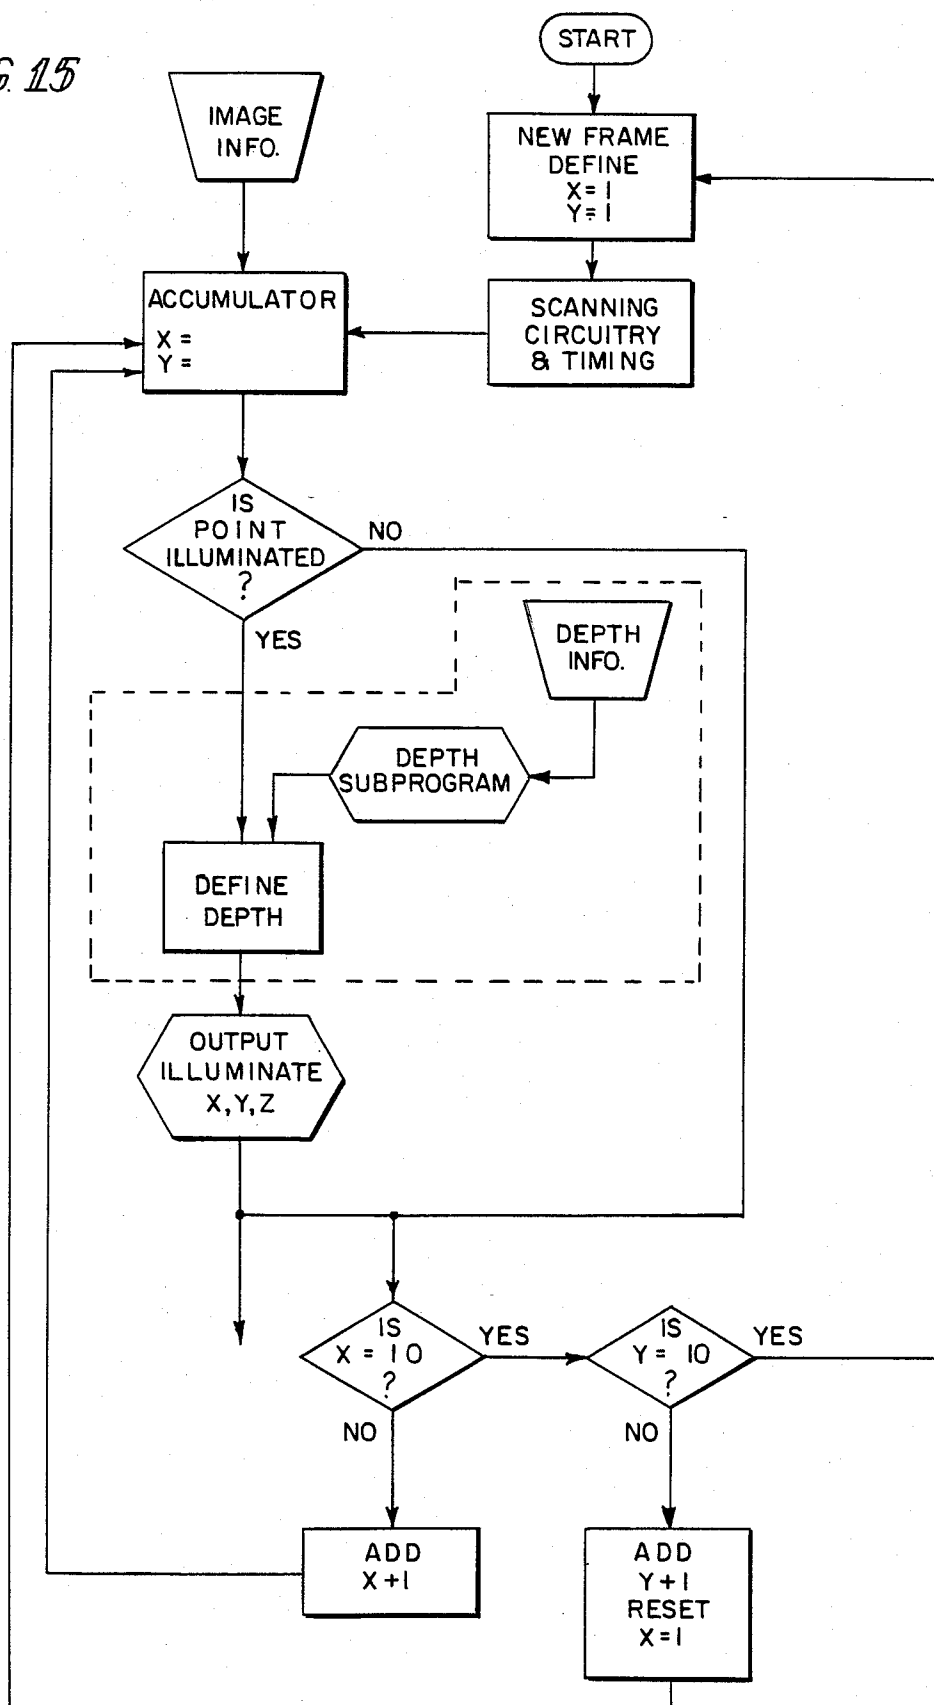 15
START
IMAGE
INFO.
NEW FRAME
DEFINE
X=1
Y=1
ACCUMULATOR
X =
Y =
SCANNING
CIRCUITRY
& TIMING
IS
POINT
ILLUMINATED
?
NO
YES
DEPTH
INFO.
DEPTH
SUBPROGRAM
DEFINE
DEPTH
OUTPUT
ILLUMINATE
X,Y,Z
IS
X = 10
?
YES
NO
IS
Y = 10
?
YES
NO
ADD
X+1
ADD
Y+1
RESET
X=1